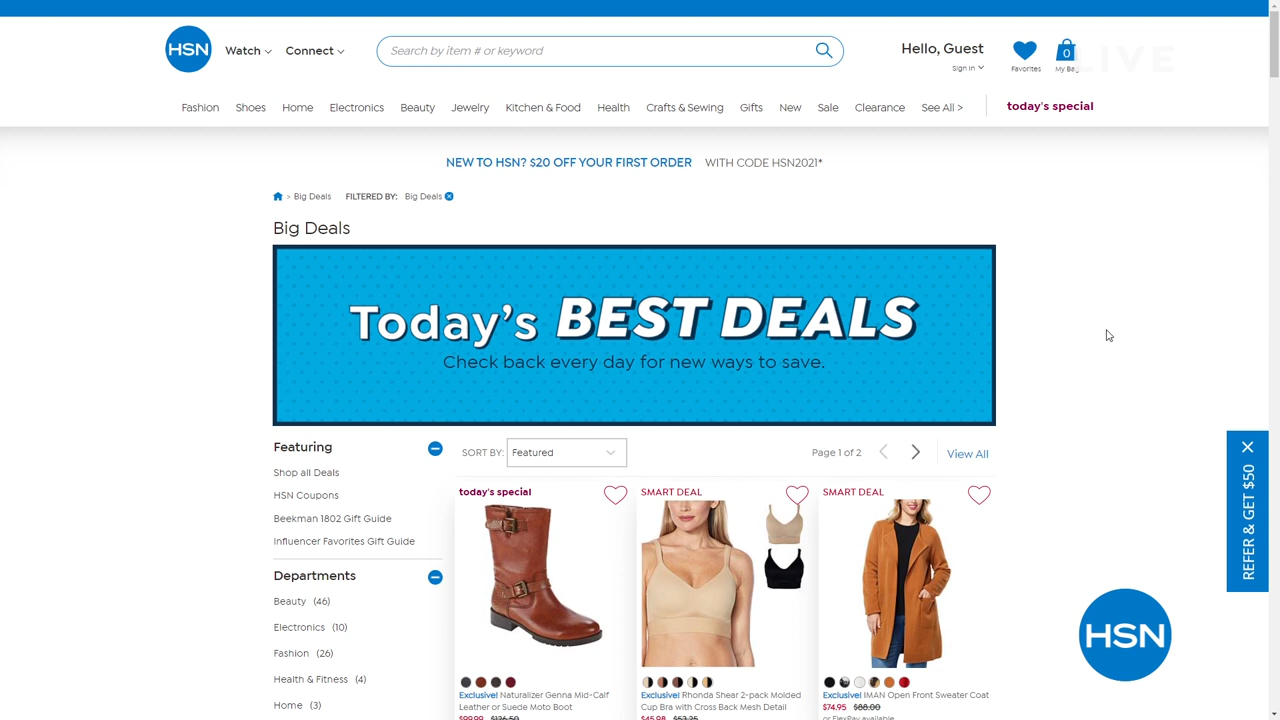 HSN
Watch
Connect
Search by item # or keyword
Hello, Guest
Sign in
Favorites
0
My Ba
LIVE
Fashion Shoes Home Electronics Beauty Jewelry Kitchen & Food Health Crafts & Sewing Gifts New Sale Clearance See All > today's special
NEW TO HSN? $20 OFF YOUR FIRST ORDER WITH CODE HSN2021*
> Big Deals FILTERED BY: Big Deals
Big Deals
Today's BEST DEALS
Check back every day for new ways to save.
Featuring
Shop all Deals
HSN Coupons
Beekman 1802 Gift Guide
Influencer Favorites Gift Guide
Departments
Beauty (46)
Electronics (10)
Fashion (26)
Health & Fitness (4)
Home (3)
SORT BY: Featured
Page 1 of 2
View All
today's special
Exclusive! Naturalizer Genna Mid-Calf
Leather or Suede Moto Boot
$99.99 $126.50
SMART DEAL
Exclusive! Rhonda Shear 2-pack Molded
Cup Bra with Cross Back Mesh Detail
$45.98 $53.25
SMART DEAL
Exclusive! IMAN Open Front Sweater Coat
$74.95 $88.00
or FlexPay available
REFER & GET $50
HSN